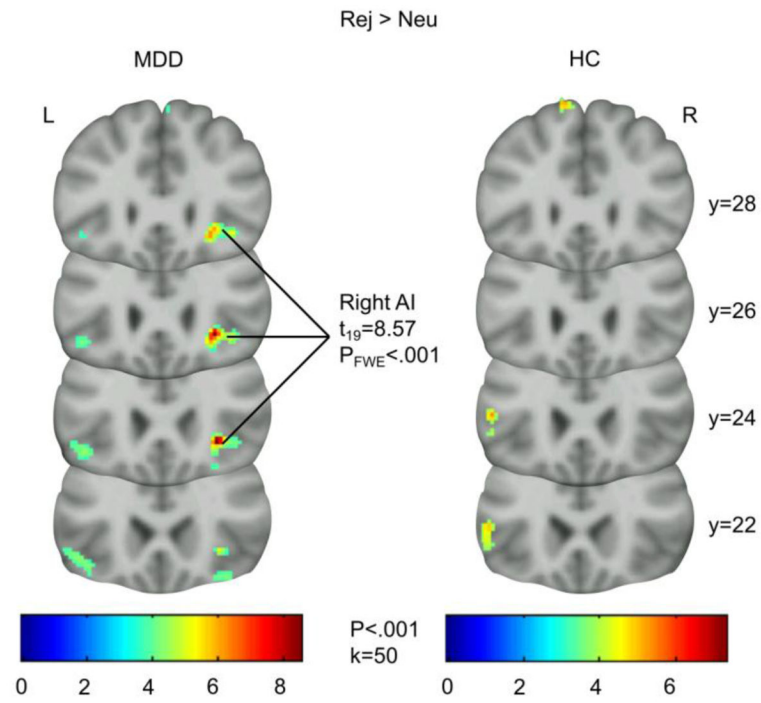 Rej > Neu
MDD
HC
L
R
y=28
y=26
y=24
y=22
Right AI
t19=8.57
PFWE<.001
P<.001
k=50
0 2 4 6 8
0 2 4 6